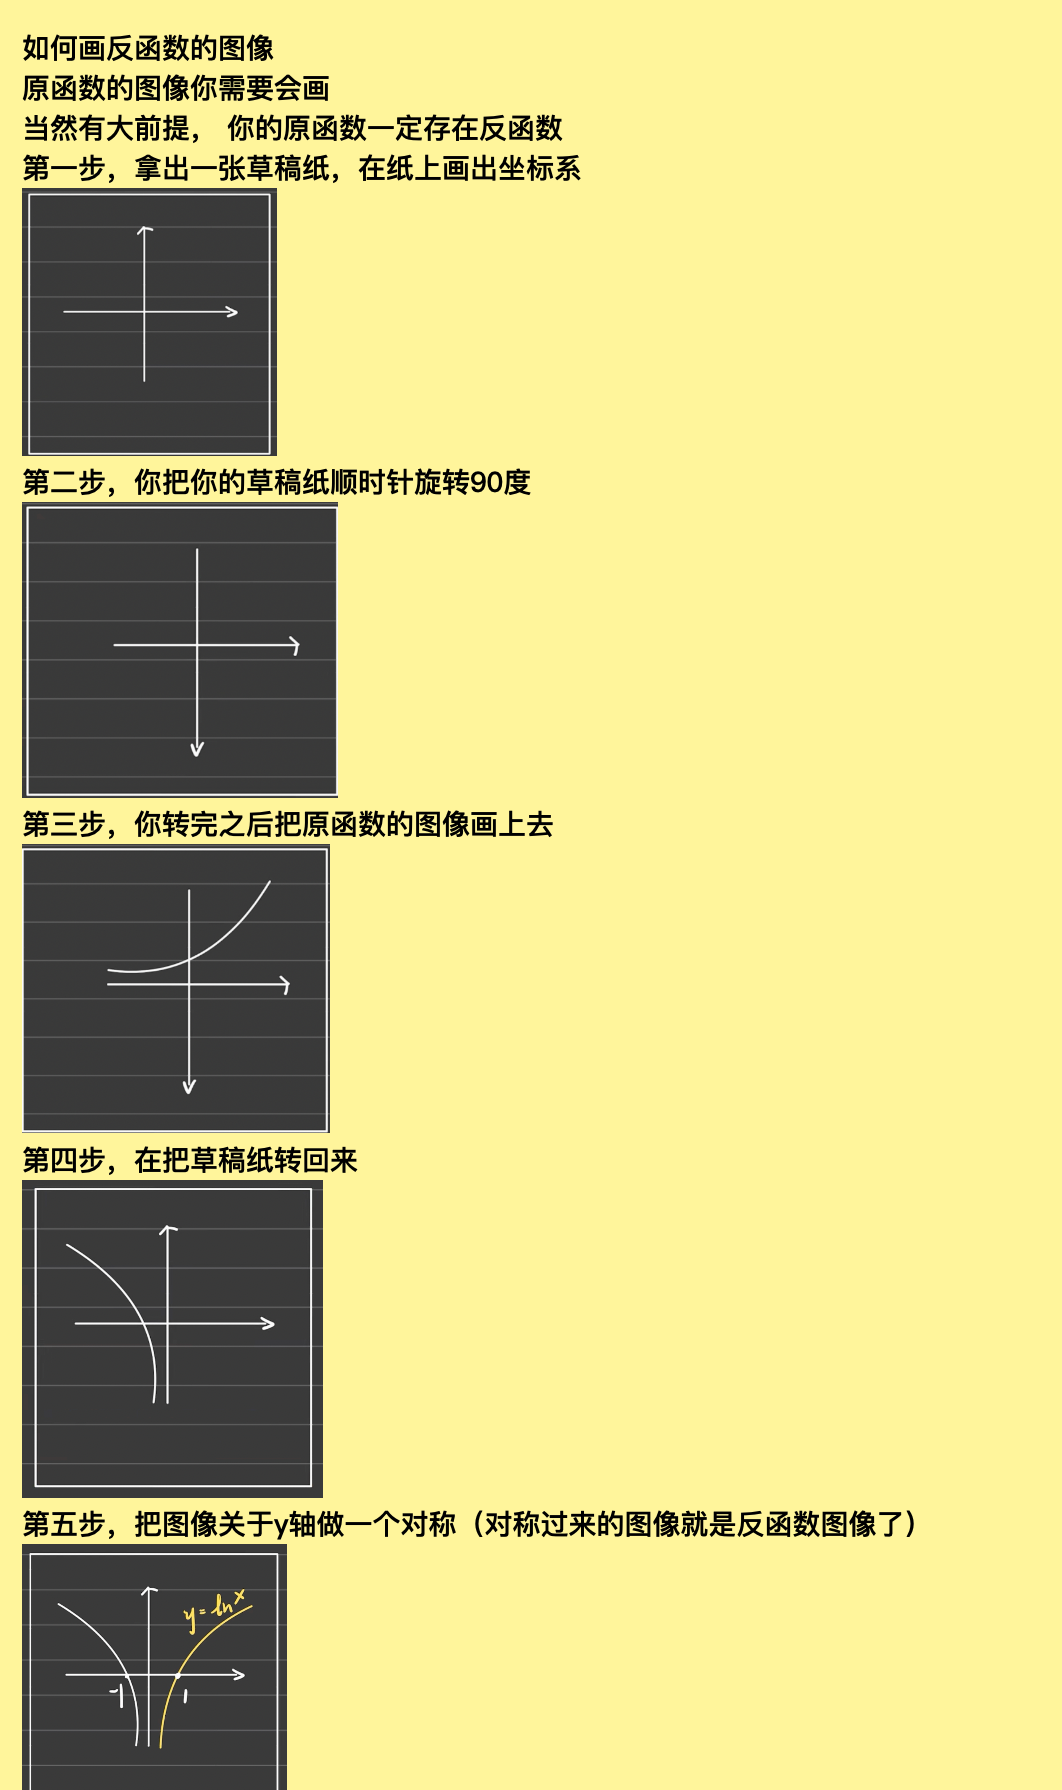 如何画反函数的图像
原函数的图像你需要会画
当然有大前提， 你的原函数一定存在反函数
第一步，拿出一张草稿纸，在纸上画出坐标系
第二步，你把你的草稿纸顺时针旋转90度
第三步，你转完之后把原函数的图像画上去
第四步，在把草稿纸转回来
第五步，把图像关于y轴做一个对称（对称过来的图像就是反函数图像了）
y=ln x
-1 1